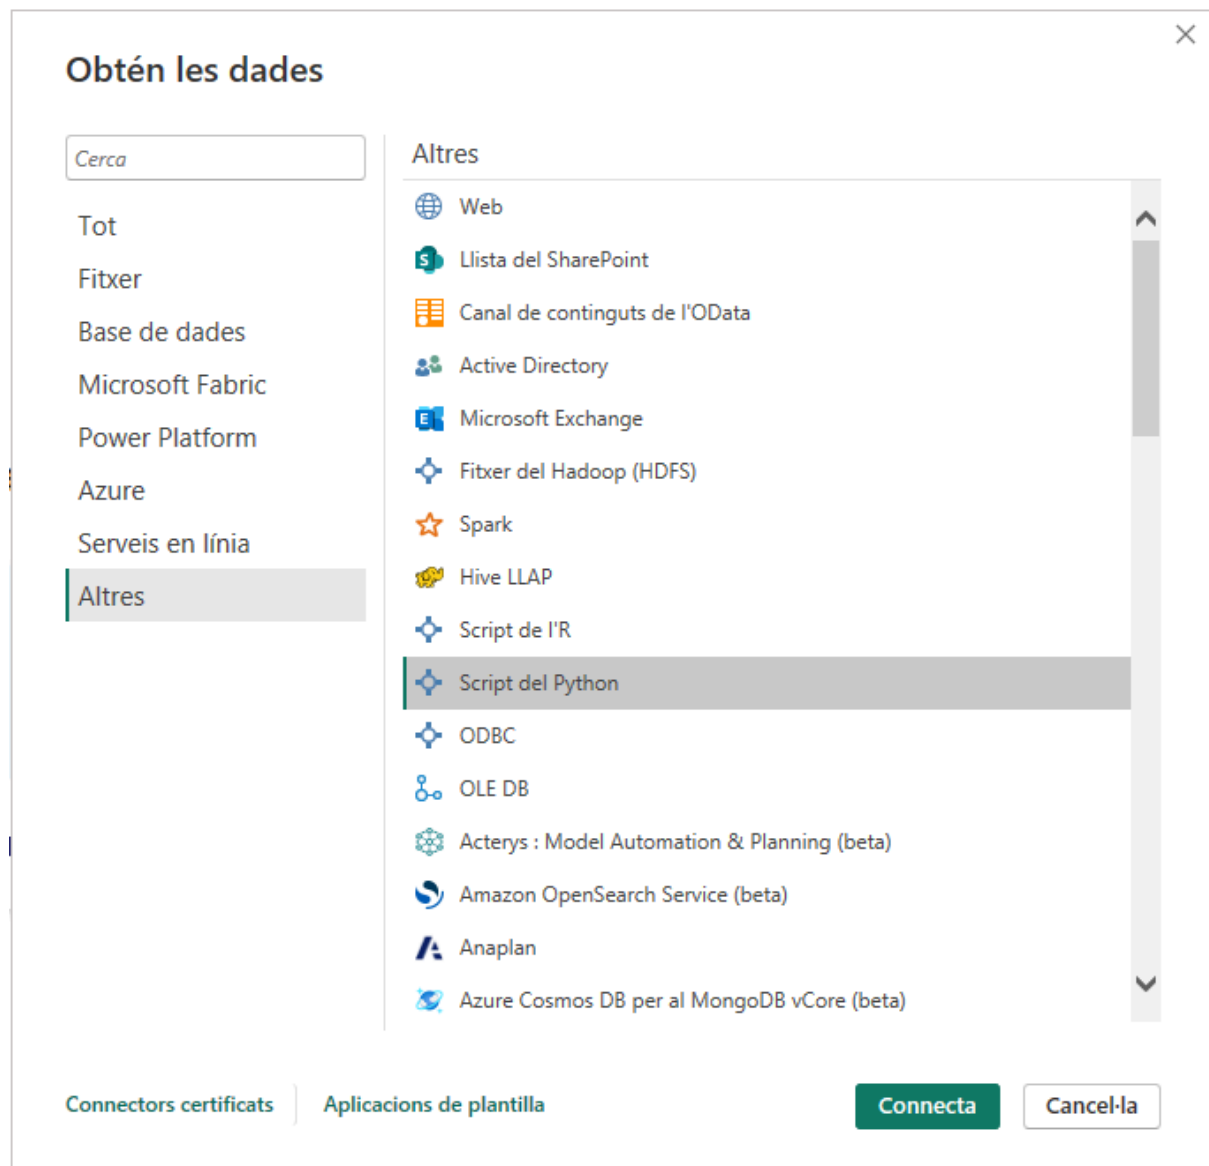 Obtén les dades
Cerca
Tot
Fitxer
Base de dades
Microsoft Fabric
Power Platform
Azure
Serveis en línia
Altres
Altres
Web
Llista del SharePoint
Canal de continguts de l'OData
Active Directory
Microsoft Exchange
Fitxer del Hadoop (HDFS)
Spark
Hive LLAP
Script de l'R
Script del Python
ODBC
OLE DB
Acterys : Model Automation & Planning (beta)
Amazon OpenSearch Service (beta)
Anaplan
Azure Cosmos DB per al MongoDB vCore (beta)
Connectors certificats
Aplicacions de plantilla
Connecta
Cancel·la